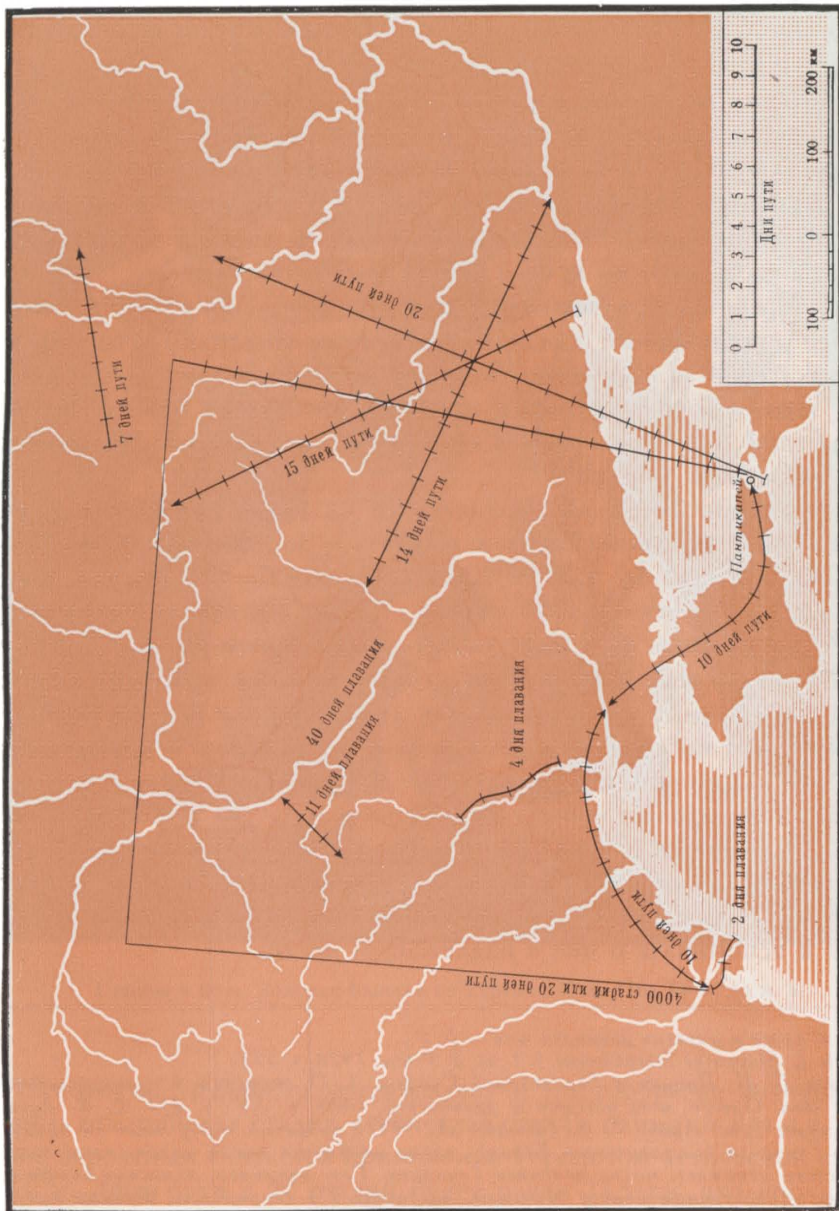 7 дней пути
20 дней пути
15 дней пути
14 дней пути
40 дней плавания
11 дней плавания
4 дня плавания
Пантикапей
10 дней пути
10 дней пути
2 дня плавания
4000 стадий или 20 дней пути
0 1 2 3 4 5 6 7 8 9 10
Дни пути
100 0 100 200 км